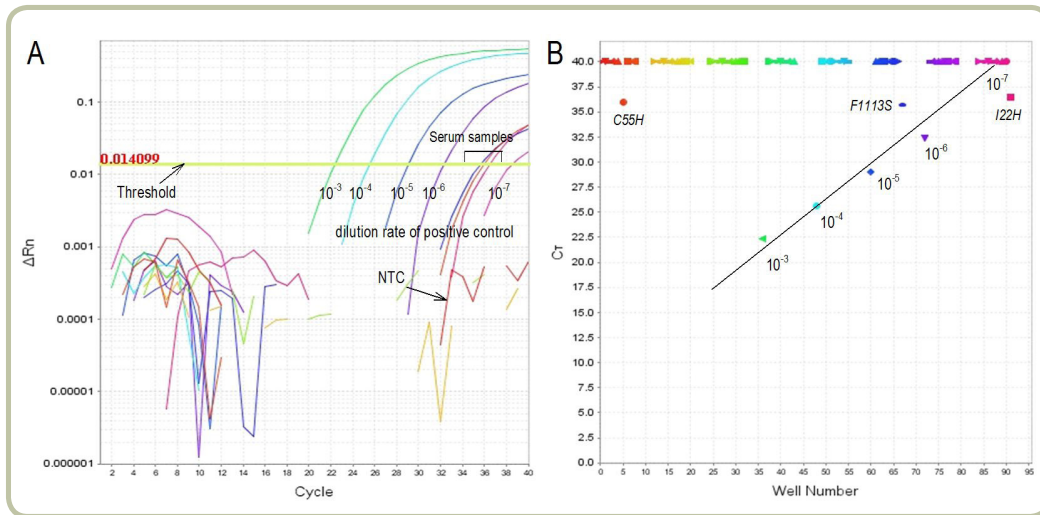 A
0.1
0.014099
0.01
0.001
0.0001
0.00001
0.000001
ΔRn
Threshold
Serum samples
10-3 10-4 10-5 10-6 10-7
dilution rate of positive control
NTC
2 4 6 8 10 12 14 16 18 20 22 24 26 28 30 32 34 36 38 40
Cycle
B
40.0
37.5
35.0
32.5
30.0
27.5
25.0
22.5
20.0
17.5
15.0
12.5
10.0
7.5
5.0
2.5
0.0
CT
C55H
F1113S
I22H
10-7
10-6
10-5
10-4
10-3
0 5 10 15 20 25 30 35 40 45 50 55 60 65 70 75 80 85 90 95
Well Number